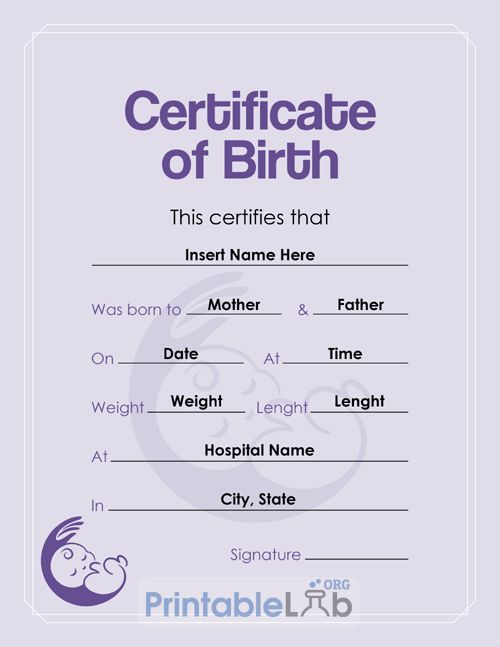 Certificate
of Birth
This certifies that
Insert Name Here
Was born to Mother & Father
On Date At Time
Weight Weight Lenght Lenght
At Hospital Name
In City, State
Signature
PrintableLab.ORG